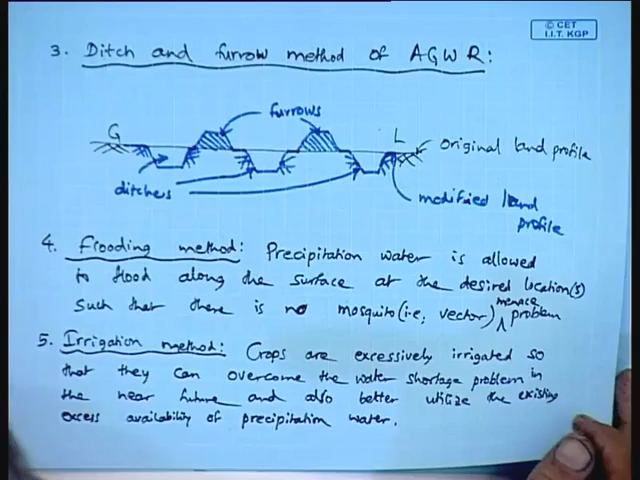 © CET
I.I.T. KGP
3. Ditch and furrow method of AGWR:
furrows
G
L
original land profile
ditchers
modified land
profile
4. Flooding method: Precipitation water is allowed
to flood along the surface at the desired location(s)
Such that there is no mosquito (i.e., vector) menace problem
5. Irrigation method: Crops are excessively irrigated so
that they can overcome the water shortage problem in
the near future and also better utilize the existing
excess availability of precipitation water.